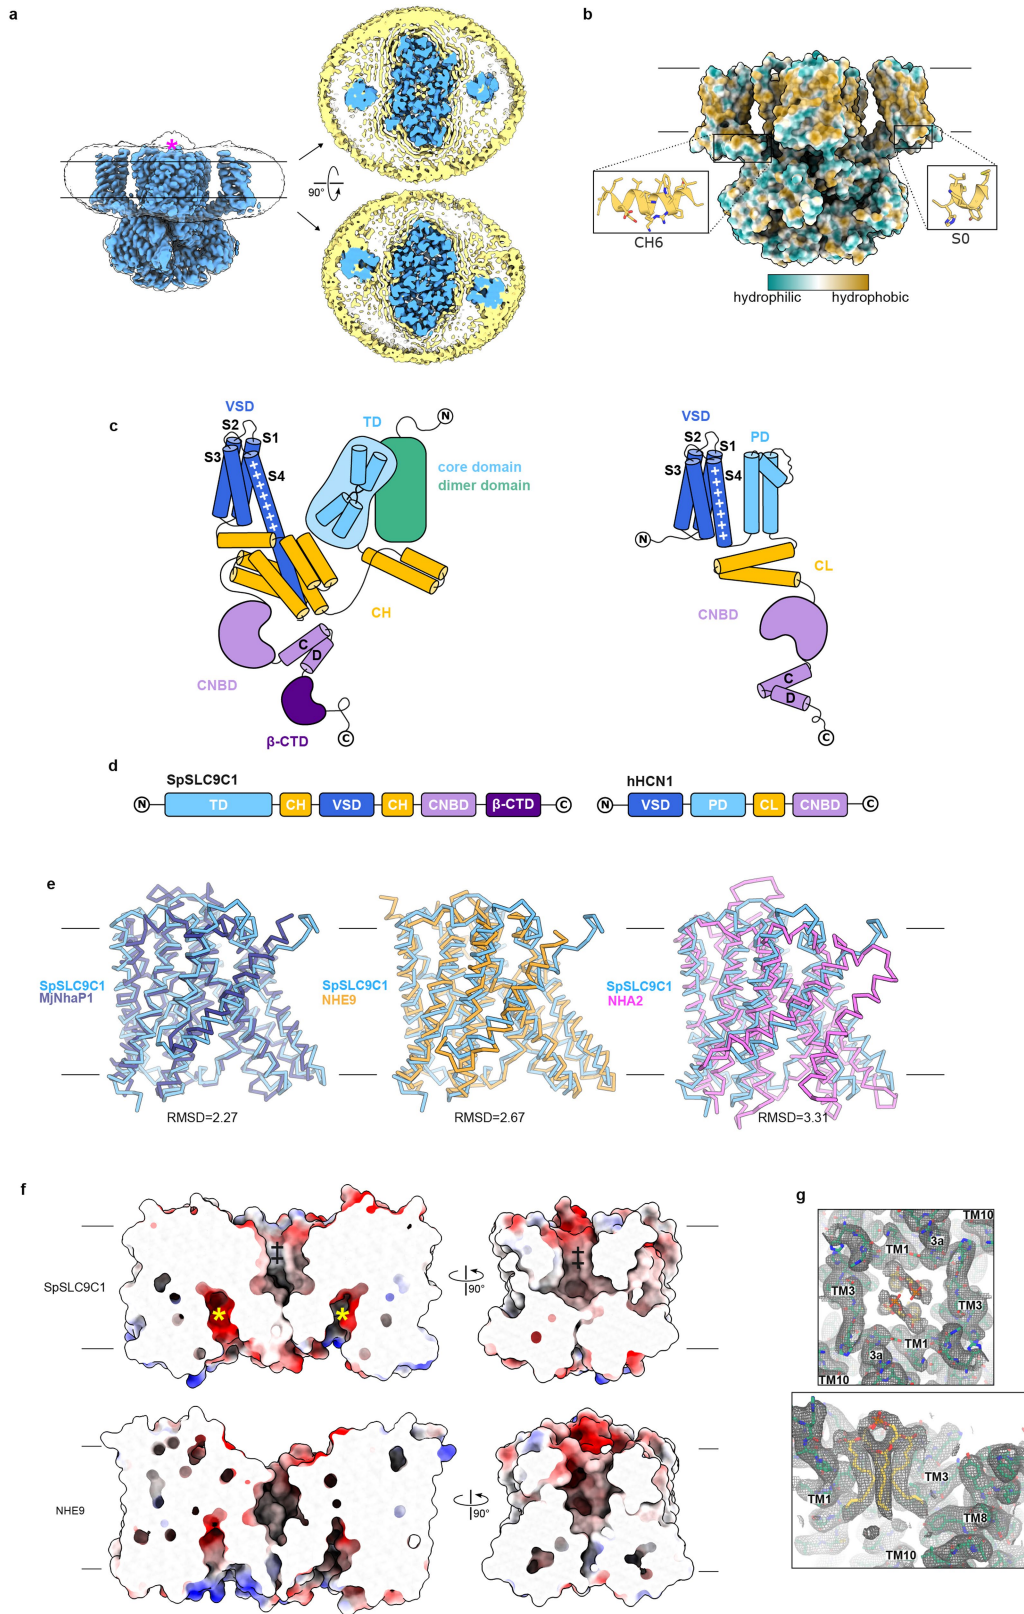 a
*
90°
b
CH6
S0
hydrophilic
hydrophobic
c
VSD
S2
S1
S3
S4
TD
N
core domain
dimer domain
CH
CNBD
C
D
β-CTD
C
VSD
S2
S1
S3
S4
PD
N
CL
CNBD
C
D
C
d
SpSLC9C1
N TD CH VSD CH CNBD β-CTD C
hHCN1
N VSD PD CL CNBD C
e
SpSLC9C1
MjNhaP1
RMSD=2.27
SpSLC9C1
NHE9
RMSD=2.67
SpSLC9C1
NHA2
RMSD=3.31
f
SpSLC9C1
‡
* *
90°
‡
NHE9
90°
g
TM10
3a
TM1
TM3
TM3
TM1
3a
TM10
TM3
TM1
TM8
TM10